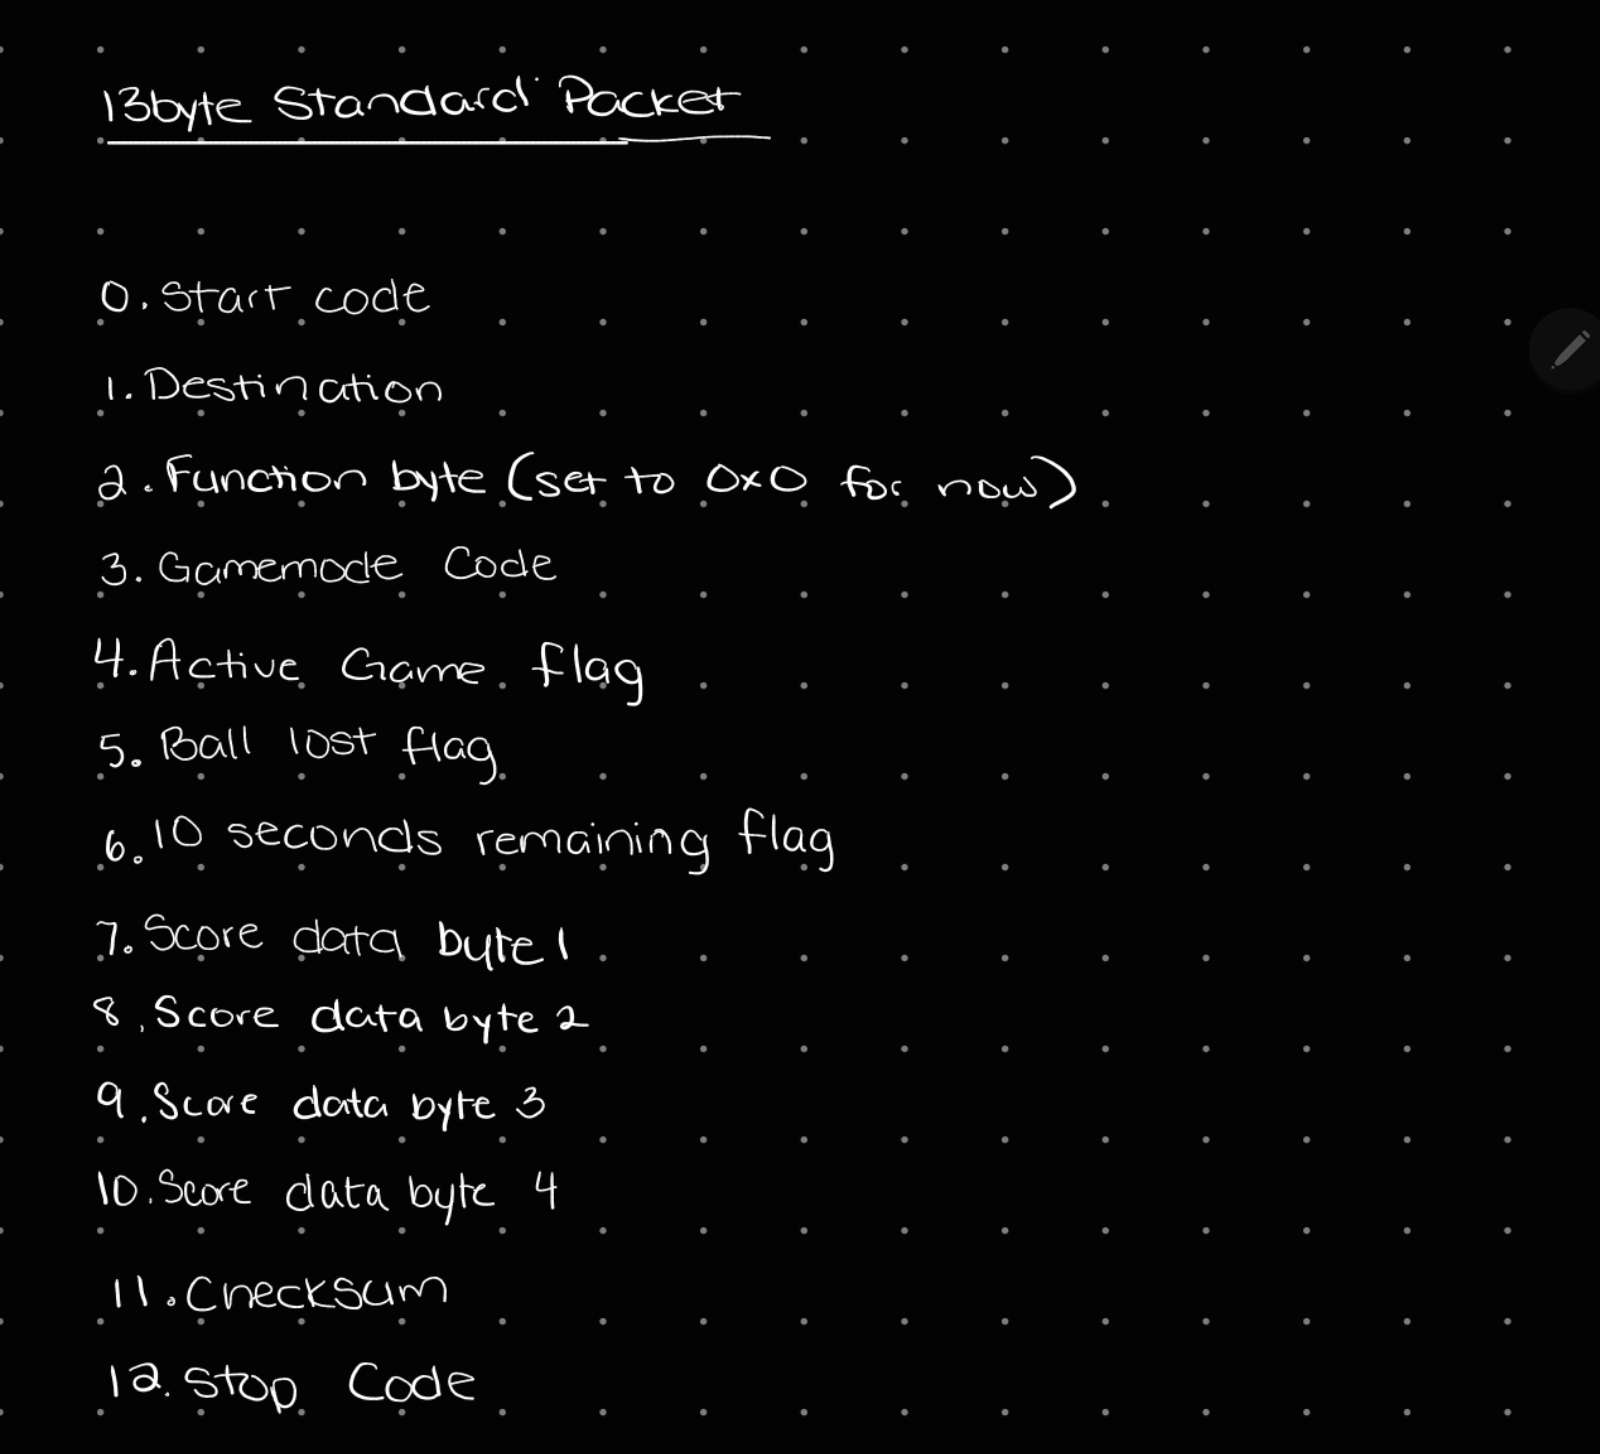 13byte Standard Packet
0. Start code
1. Destination
2. Function byte (set to 0x0 for now)
3. Gamemode Code
4. Active Game flag
5. Ball lost flag
6. 10 seconds remaining flag
7. Score data byte 1
8. Score data byte 2
9. Score data byte 3
10. Score data byte 4
11. Checksum
12. Stop Code